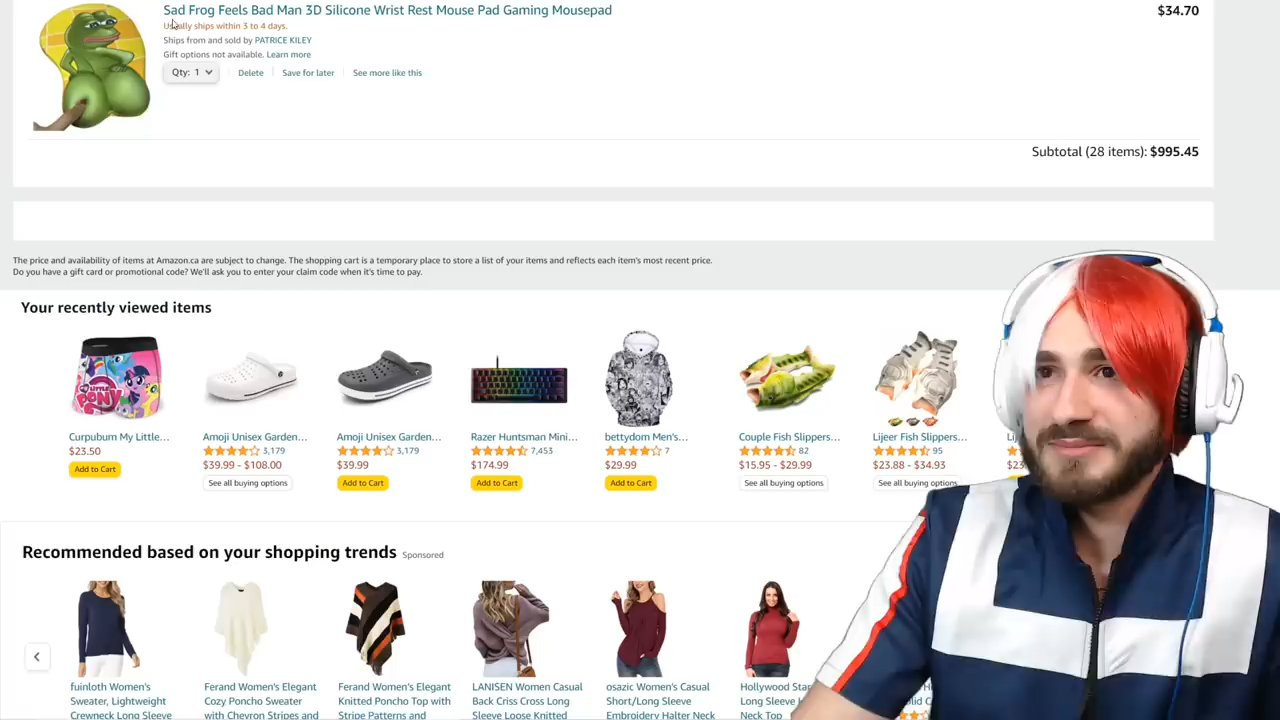 Sad Frog Feels Bad Man 3D Silicone Wrist Rest Mouse Pad Gaming Mousepad
$34.70
Usually ships within 3 to 4 days.
Ships from and sold by PATRICE KILEY
Gift options not available. Learn more
Qty: 1 Delete Save for later See more like this
Subtotal (28 items): $995.45
The price and availability of items at Amazon.ca are subject to change. The shopping cart is a temporary place to store a list of your items and reflects each item's most recent price.
Do you have a gift card or promotional code? We'll ask you to enter your claim code when it's time to pay.
Your recently viewed items
Curpubum My Little...
$23.50
Add to Cart
Amoji Unisex Garden...
3,179
$39.99 - $108.00
See all buying options
Amoji Unisex Garden...
3,179
$39.99
Add to Cart
Razer Huntsman Mini...
7,453
$174.99
Add to Cart
bettydom Men's...
7
$29.99
Add to Cart
Couple Fish Slippers...
82
$15.95 - $29.99
See all buying options
Lijeer Fish Slippers...
95
$23.88 - $34.93
See all buying options
Recommended based on your shopping trends Sponsored
fuinloth Women's
Sweater, Lightweight
Crewneck Long Sleeve
Ferand Women's Elegant
Cozy Poncho Sweater
with Chevron Stripes and
Ferand Women's Elegant
Knitted Poncho Top with
Stripe Patterns and
LANISEN Women Casual
Back Criss Cross Long
Sleeve Loose Knitted
osazic Women's Casual
Short/Long Sleeve
Embroidery Halter Neck
Hollywood Star
Long Sleeve
Neck Top